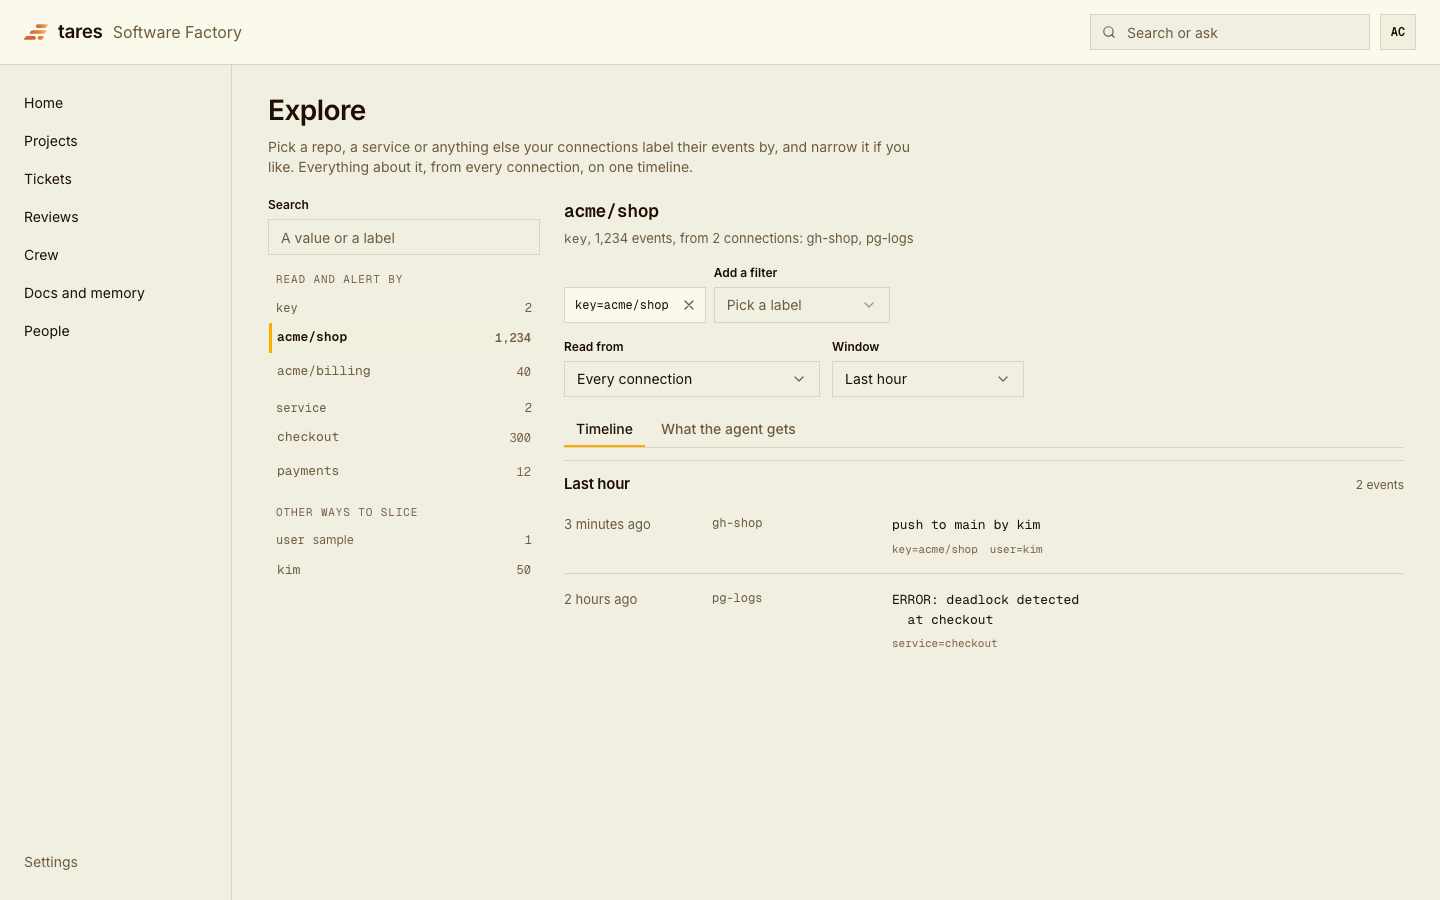 tares Software Factory
Search or ask
AC
Home
Projects
Tickets
Reviews
Crew
Docs and memory
People
Settings
Explore
Pick a repo, a service or anything else your connections label their events by, and narrow it if you
like. Everything about it, from every connection, on one timeline.
Search
A value or a label
READ AND ALERT BY
key 2
acme/shop 1,234
acme/billing 40
service 2
checkout 300
payments 12
OTHER WAYS TO SLICE
user sample 1
kim 50
acme/shop
key, 1,234 events, from 2 connections: gh-shop, pg-logs
Add a filter
key=acme/shop
Pick a label
Read from
Window
Every connection
Last hour
Timeline
What the agent gets
Last hour
2 events
3 minutes ago gh-shop push to main by kim
key=acme/shop user=kim
2 hours ago pg-logs ERROR: deadlock detected
at checkout
service=checkout